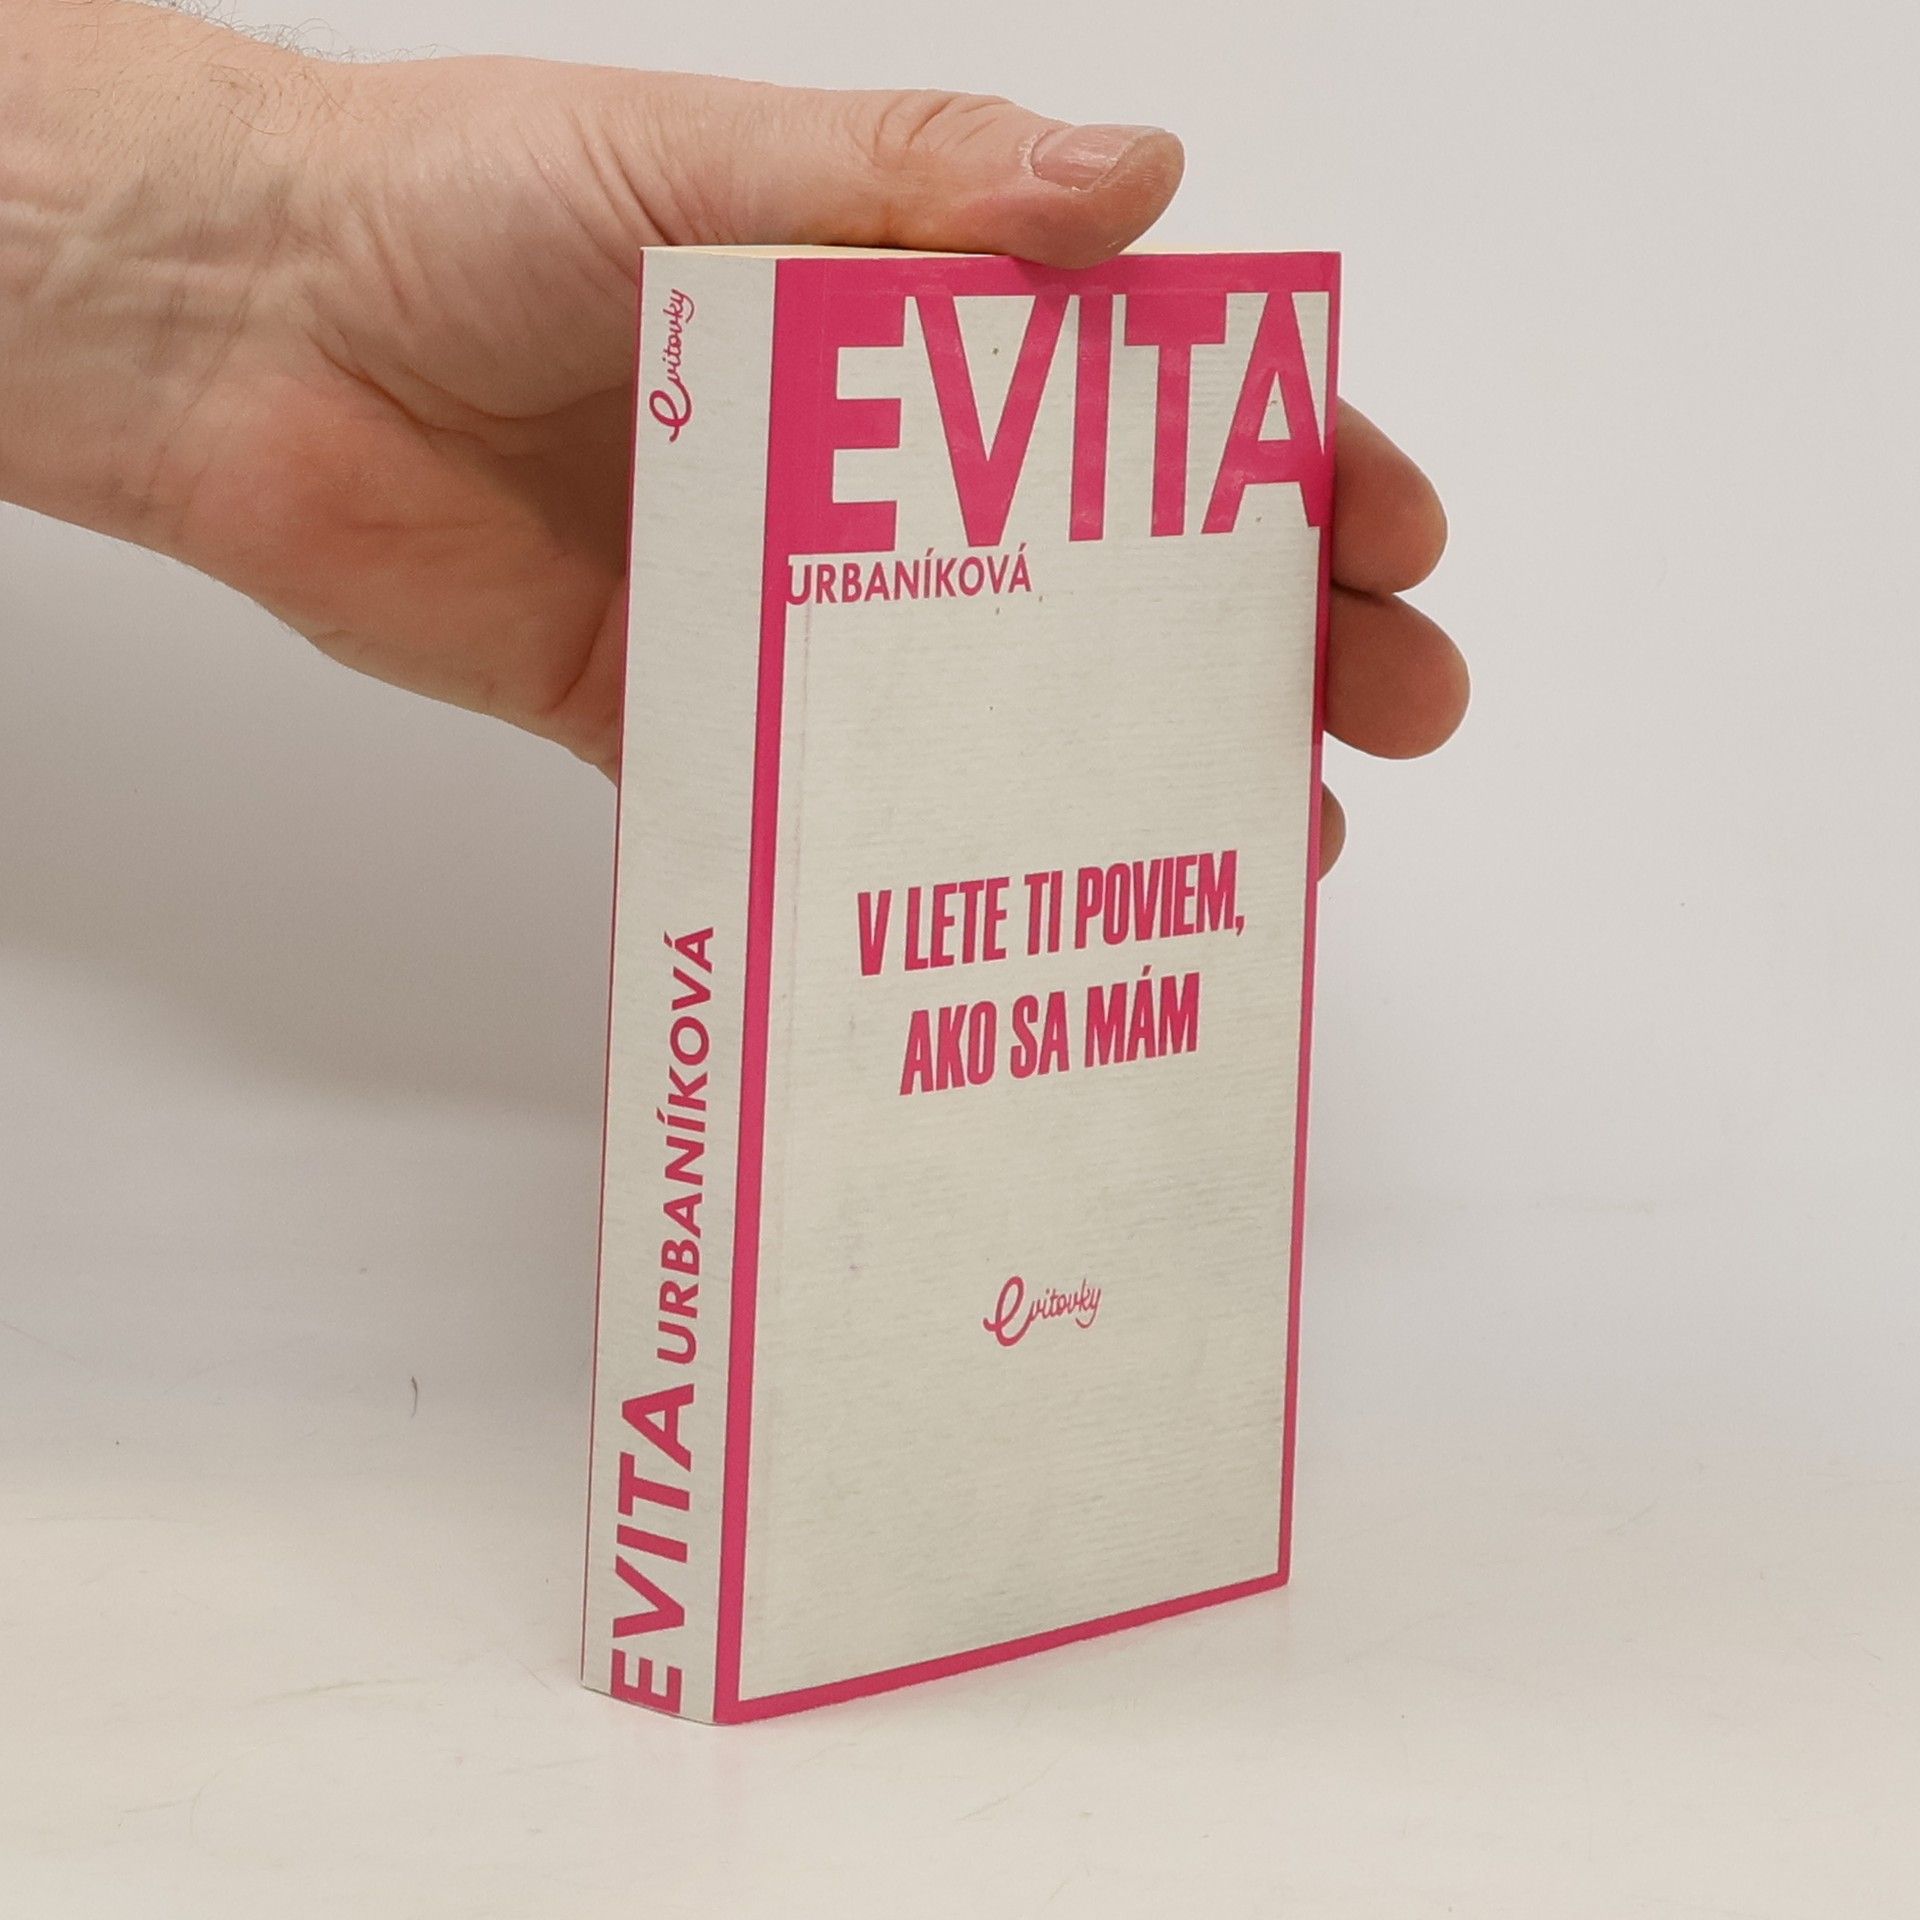 Evitovky
EVITA URBANÍKOVÁ
EVITA
URBANÍKOVÁ
V LETE TI POVIEM,
AKO SA MÁM
Evitovky